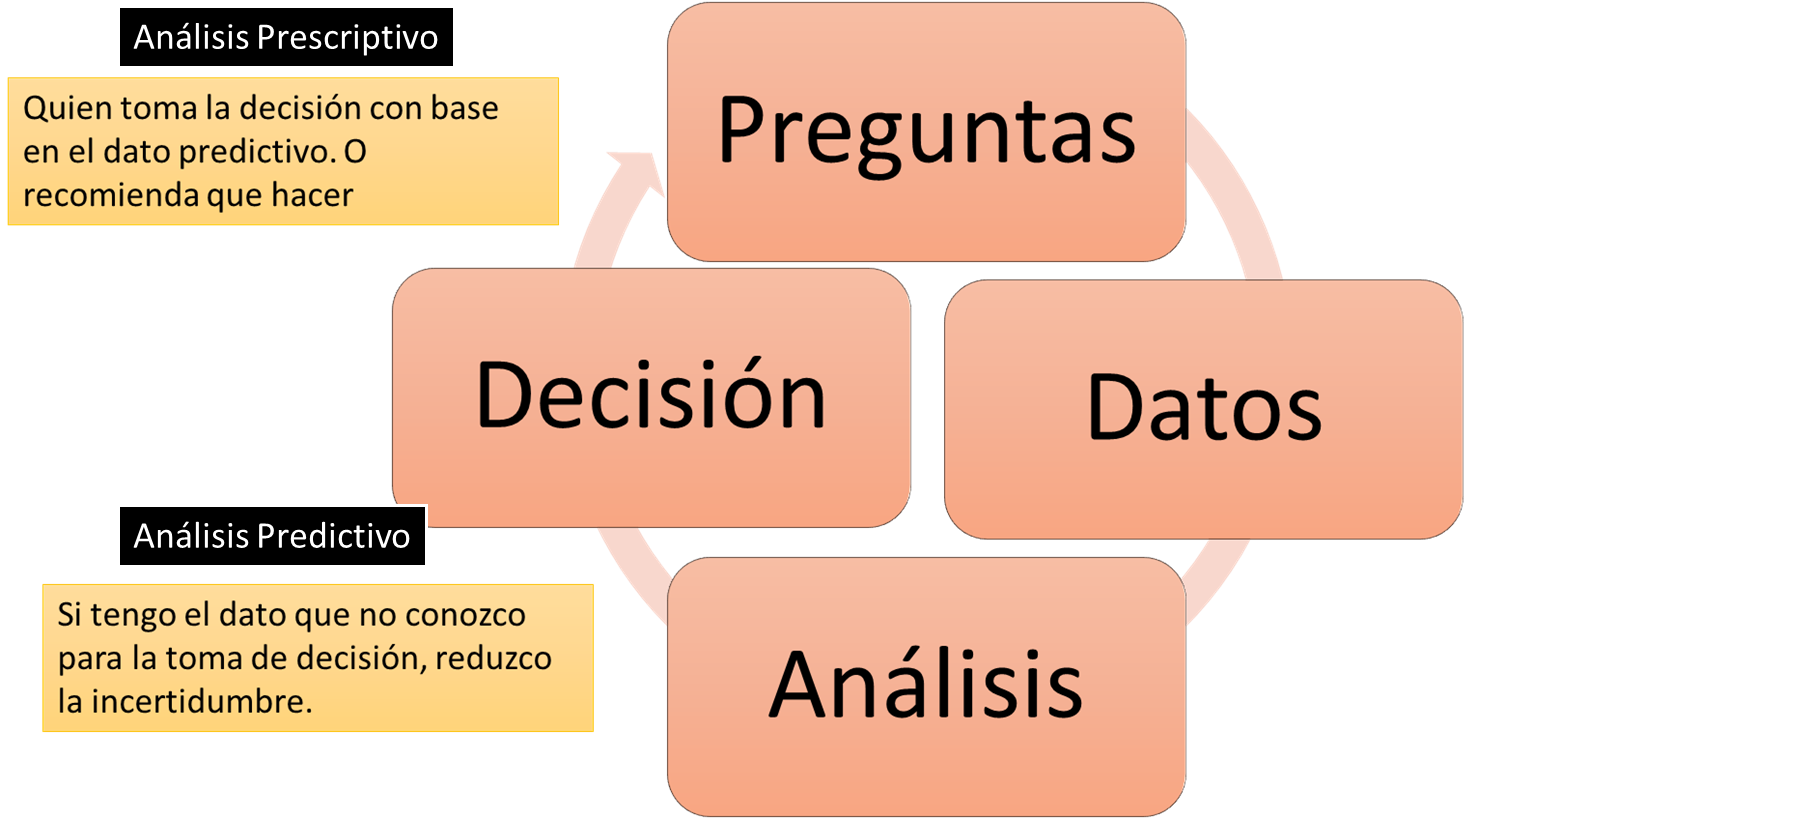 Análisis Prescriptivo
Quien toma la decisión con base
en el dato predictivo. O
recomienda que hacer
Preguntas
Decisión
Datos
Análisis Predictivo
Si tengo el dato que no conozco
para la toma de decisión, reduzco
la incertidumbre.
Análisis